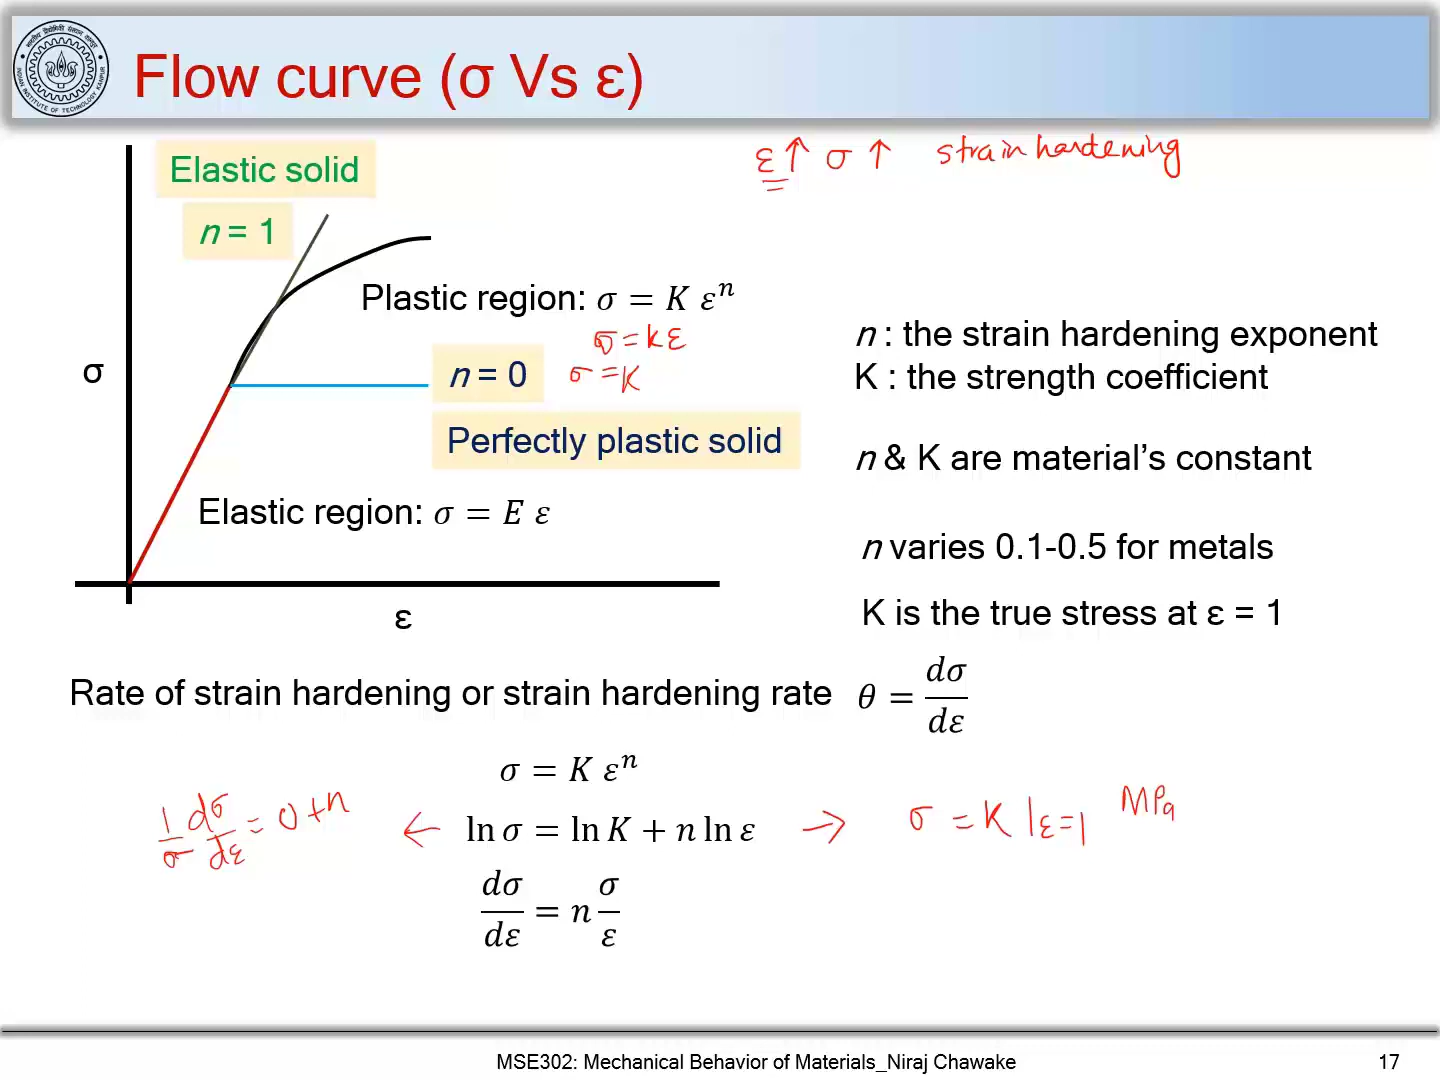 Flow curve (σ Vs ε)
ε ↑ σ ↑ strain hardening
Elastic solid
n = 1
Plastic region: σ = K ε^n
σ = K ε
n = 0
σ = K
Perfectly plastic solid
σ
Elastic region: σ = E ε
ε
n : the strain hardening exponent
K : the strength coefficient
n & K are material's constant
n varies 0.1-0.5 for metals
K is the true stress at ε = 1
Rate of strain hardening or strain hardening rate θ = dσ/dε
σ = K ε^n
1/σ dσ/dε = 0 + n ← ln σ = ln K + n ln ε → σ = K |ε=1 MPa
dσ/dε = n σ/ε
MSE302: Mechanical Behavior of Materials_Niraj Chawake
17